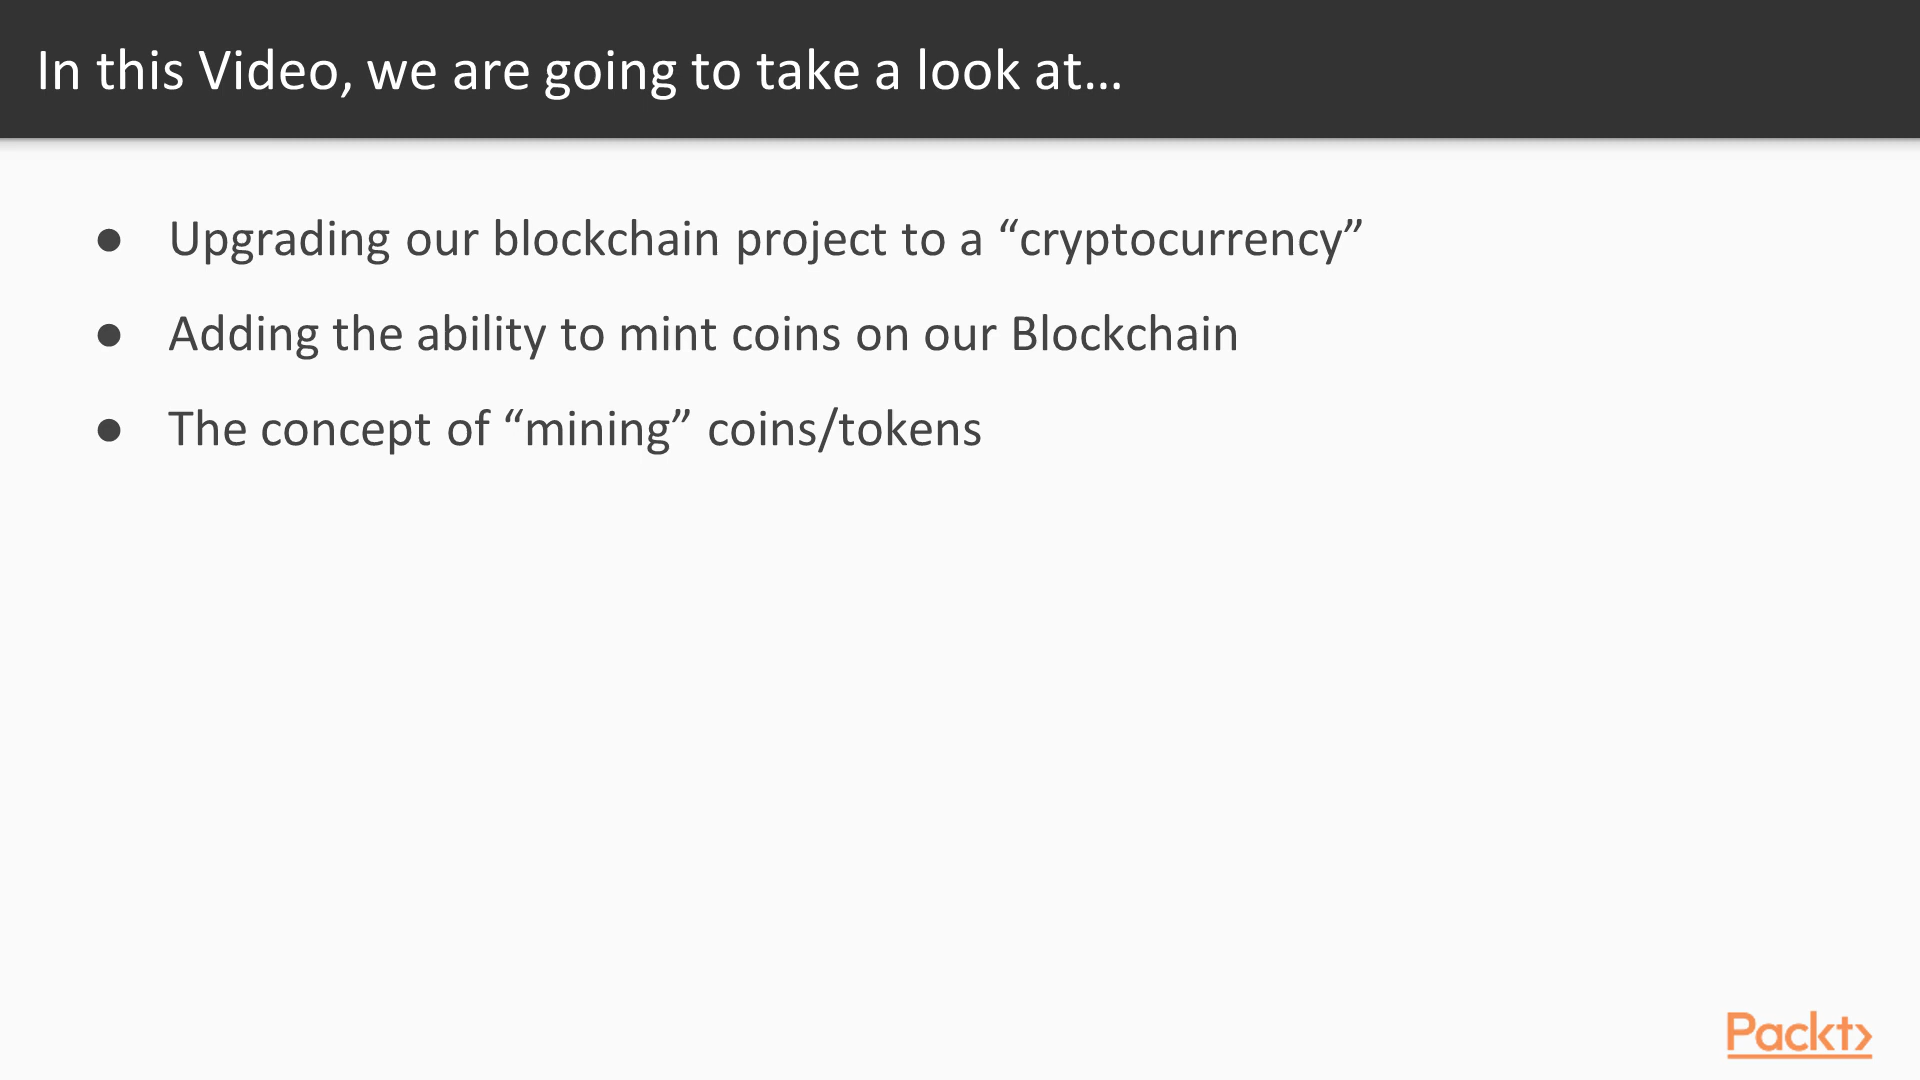 In this Video, we are going to take a look at…
● Upgrading our blockchain project to a “cryptocurrency”
● Adding the ability to mint coins on our Blockchain
● The concept of “mining” coins/tokens
Packt>